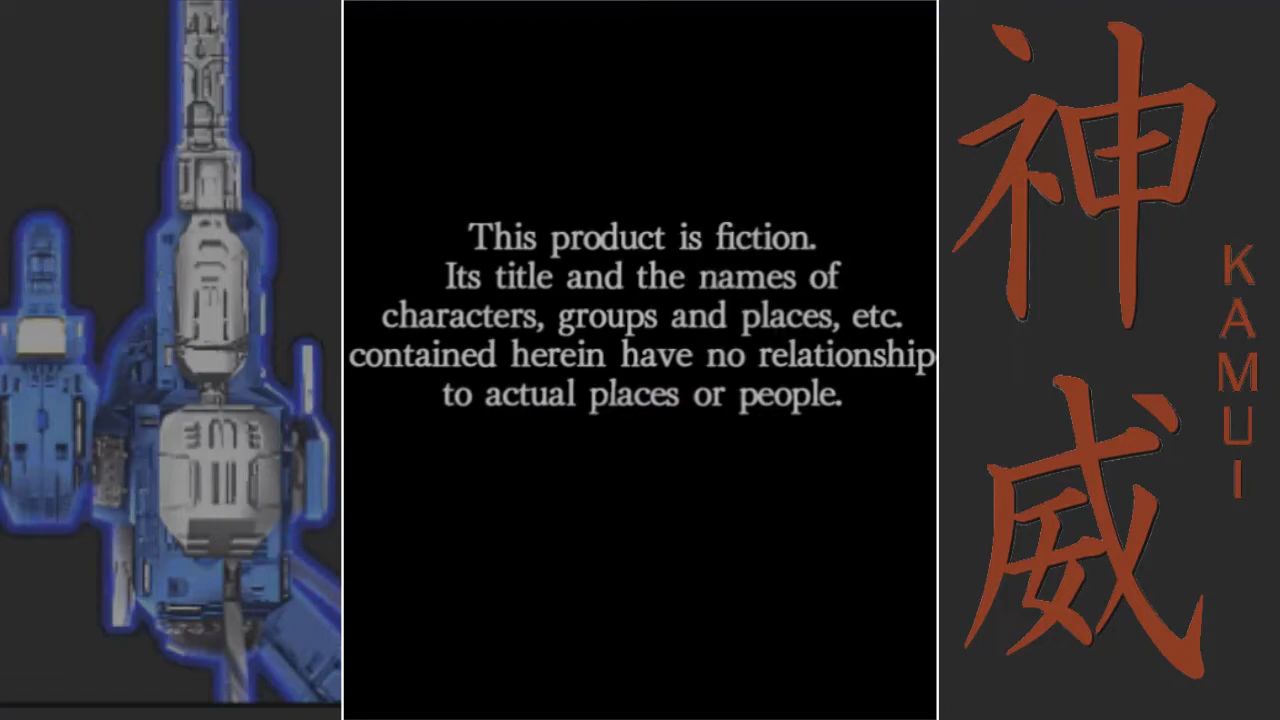 This product is fiction.
Its title and the names of
characters, groups and places, etc.
contained herein have no relationship
to actual places or people.
神威
KAMUI